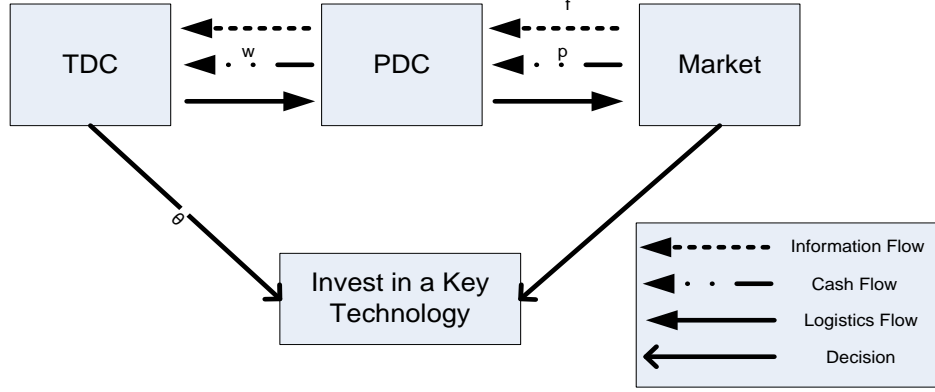 w
p
TDC
PDC
Market
θ
Invest in a Key
Technology
Information Flow
Cash Flow
Logistics Flow
Decision